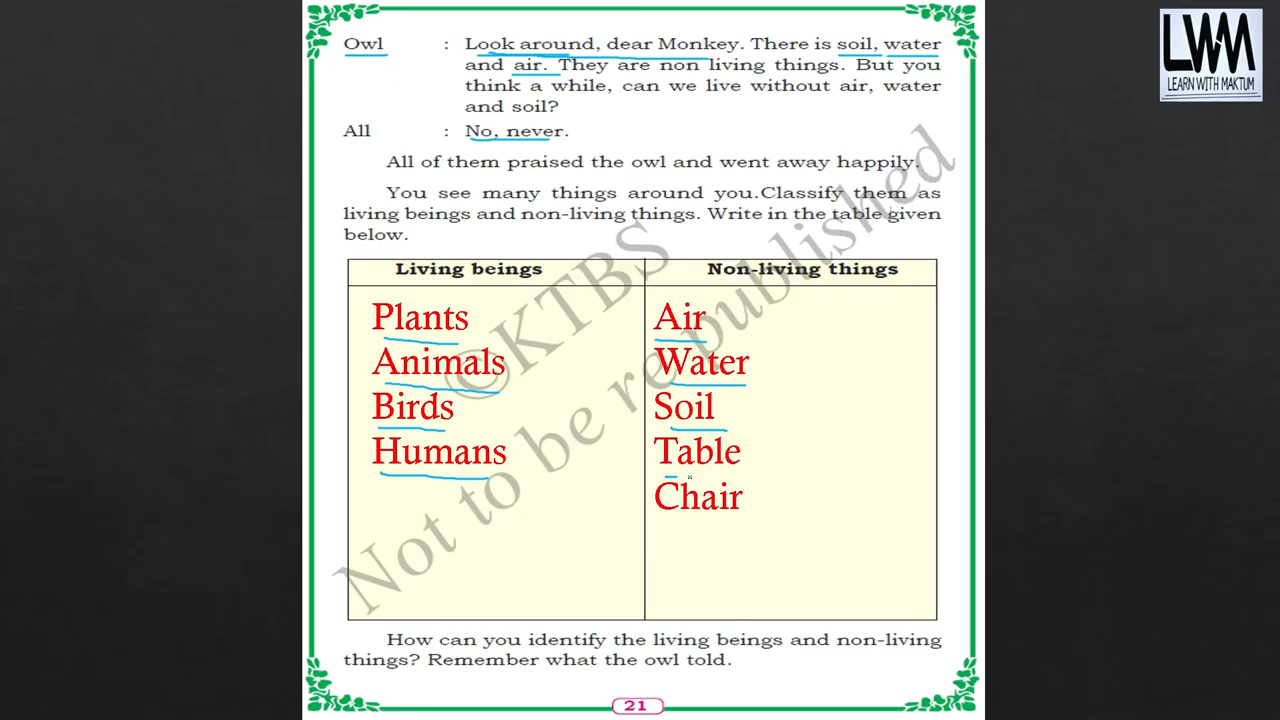 Owl : Look around, dear Monkey. There is soil, water
and air. They are non living things. But you
think a while, can we live without air, water
and soil?
All : No, never.
All of them praised the owl and went away happily.
You see many things around you.Classify them as
living beings and non-living things. Write in the table given
below.
Living beings Non-living things
Plants Air
Animals Water
Birds Soil
Humans Table
Chair
How can you identify the living beings and non-living
things? Remember what the owl told.
21
©KTBS
Not to be republished
LWM
LEARN WITH MAKTUM